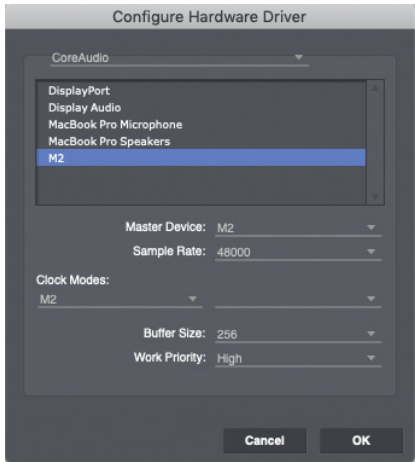 Configure Hardware Driver
CoreAudio
DisplayPort
Display Audio
MacBook Pro Microphone
MacBook Pro Speakers
M2
Master Device: M2
Sample Rate: 48000
Clock Modes:
M2
Buffer Size: 256
Work Priority: High
Cancel OK